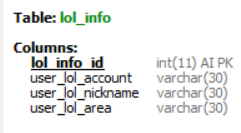 Table: lol_info
Columns:
lol_info_id int(11) AI PK
user_lol_account varchar(30)
user_lol_nickname varchar(30)
user_lol_area varchar(30)